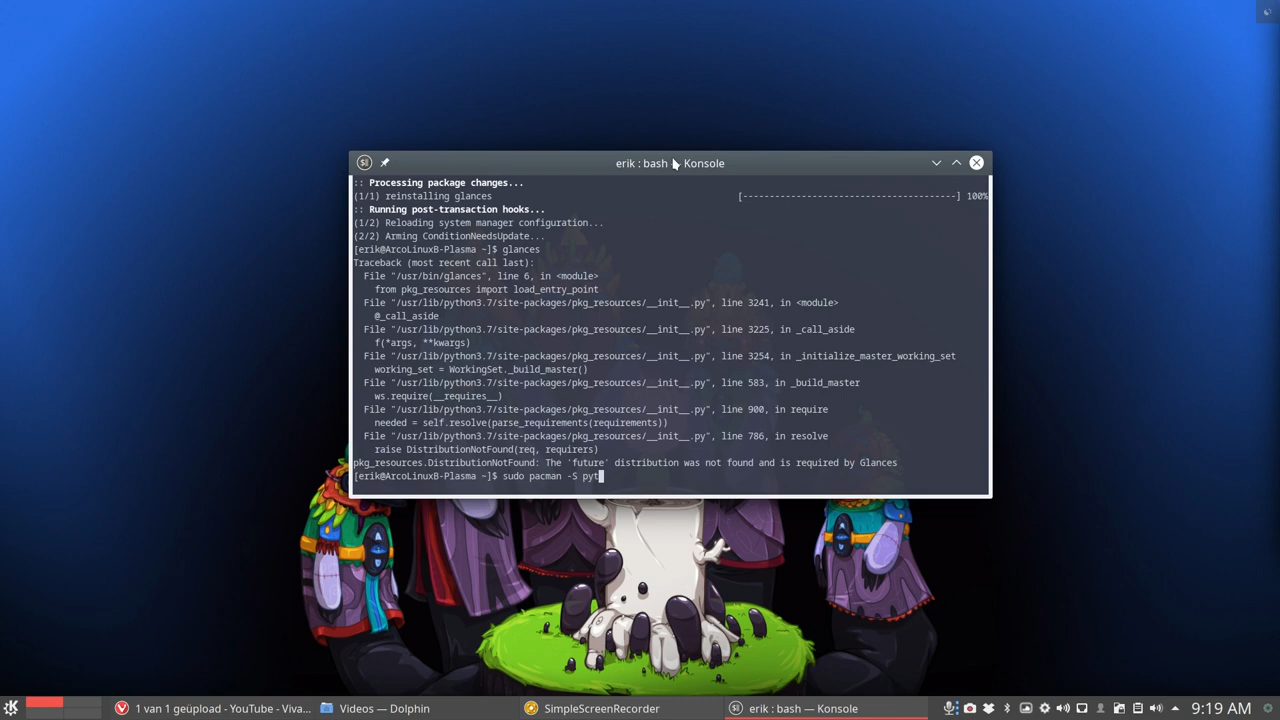 erik : bash — Konsole
:: Processing package changes...
(1/1) reinstalling glances [---------------------------------------] 100%
:: Running post-transaction hooks...
(1/2) Reloading system manager configuration...
(2/2) Arming ConditionNeedsUpdate...
[erik@ArcoLinuxB-Plasma ~]$ glances
Traceback (most recent call last):
  File "/usr/bin/glances", line 6, in <module>
    from pkg_resources import load_entry_point
  File "/usr/lib/python3.7/site-packages/pkg_resources/__init__.py", line 3241, in <module>
    @_call_aside
  File "/usr/lib/python3.7/site-packages/pkg_resources/__init__.py", line 3225, in _call_aside
    f(*args, **kwargs)
  File "/usr/lib/python3.7/site-packages/pkg_resources/__init__.py", line 3254, in _initialize_master_working_set
    working_set = WorkingSet._build_master()
  File "/usr/lib/python3.7/site-packages/pkg_resources/__init__.py", line 583, in _build_master
    ws.require(__requires__)
  File "/usr/lib/python3.7/site-packages/pkg_resources/__init__.py", line 900, in require
    needed = self.resolve(parse_requirements(requirements))
  File "/usr/lib/python3.7/site-packages/pkg_resources/__init__.py", line 786, in resolve
    raise DistributionNotFound(req, requirers)
pkg_resources.DistributionNotFound: The 'future' distribution was not found and is required by Glances
[erik@ArcoLinuxB-Plasma ~]$ sudo pacman -S pyt
1 van 1 geüpload - YouTube - Viva... Videos — Dolphin SimpleScreenRecorder erik : bash — Konsole 9:19 AM